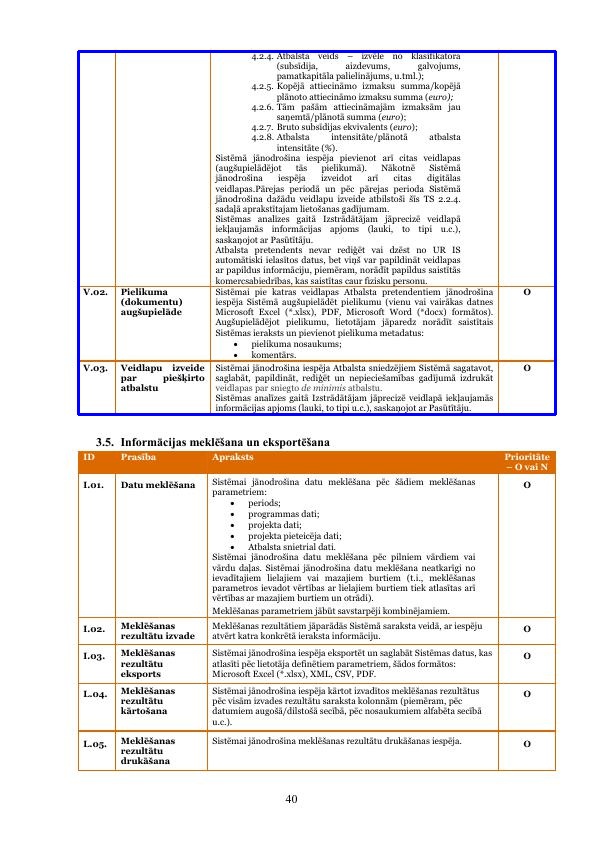 4.2.4. Atbalsta veids – izvēle no klasifikatora
(subsīdija, aizdevums, galvojums,
pamatkapitāla palielinājums, u.tml.);
4.2.5. Kopējā attiecināmo izmaksu summa/kopējā
plānoto attiecināmo izmaksu summa (euro);
4.2.6. Tām pašām attiecināmajām izmaksām jau
saņemtā/plānotā summa (euro);
4.2.7. Bruto subsīdijas ekvivalents (euro);
4.2.8. Atbalsta intensitāte/plānotā atbalsta
intensitāte (%).
Sistēmā jānodrošina iespēja pievienot arī citas veidlapas
(augšupielādējot tās pielikumā). Nākotnē Sistēmā
jānodrošina iespēja izveidot arī citas digitālas
veidlapas.Pārejas periodā un pēc pārejas perioda Sistēmā
jānodrošina dažādu veidlapu izveide atbilstoši šīs TS 2.2.4.
sadaļā aprakstītajam lietošanas gadījumam.
Sistēmas analīzes gaitā Izstrādātājam jāprecizē veidlapā
iekļaujamās informācijas apjoms (lauki, to tipi u.c.),
saskaņojot ar Pasūtītāju.
Atbalsta pretendents nevar rediģēt vai dzēst no UR IS
automātiski ielasītos datus, bet viņš var papildināt veidlapas
ar papildus informāciju, piemēram, norādīt papildus saistītās
komercsabiedrības, kas saistītas caur fizisku personu.
V.02. Pielikuma
(dokumentu)
augšupielāde
Sistēmai pie katras veidlapas Atbalsta pretendentiem jānodrošina
iespēja Sistēmā augšupielādēt pielikumu (vienu vai vairākas datnes
Microsoft Excel (*.xlsx), PDF, Microsoft Word (*docx) formātos).
Augšupielādējot pielikumu, lietotājam jāparedz norādīt saistītais
Sistēmas ieraksts un pievienot pielikuma metadatus:
• pielikuma nosaukums;
• komentārs.
O
V.03. Veidlapu izveide
par piešķirto
atbalstu
Sistēmai jānodrošina iespēja Atbalsta sniedzējiem Sistēmā sagatavot,
saglabāt, papildināt, rediģēt un nepieciešamības gadījumā izdrukāt
veidlapas par sniegto de minimis atbalstu.
Sistēmas analīzes gaitā Izstrādātājam jāprecizē veidlapā iekļaujamās
informācijas apjoms (lauki, to tipi u.c.), saskaņojot ar Pasūtītāju.
O
3.5. Informācijas meklēšana un eksportēšana
ID Prasība Apraksts Prioritāte
– O vai N
I.01. Datu meklēšana
Sistēmai jānodrošina datu meklēšana pēc šādiem meklēšanas
parametriem:
• periods;
• programmas dati;
• projekta dati;
• projekta pieteicēja dati;
• Atbalsta snietrial dati.
Sistēmai jānodrošina datu meklēšana pēc pilniem vārdiem vai
vārdu daļas. Sistēmai jānodrošina datu meklēšana neatkarīgi no
ievadītajiem lielajiem vai mazajiem burtiem (t.i., meklēšanas
parametros ievadot vērtības ar lielajiem burtiem tiek atlasītas arī
vērtības ar mazajiem burtiem un otrādi).
Meklēšanas parametriem jābūt savstarpēji kombinējamiem.
O
I.02. Meklēšanas
rezultātu izvade
Meklēšanas rezultātiem jāparādās Sistēmā saraksta veidā, ar iespēju
atvērt katra konkrētā ieraksta informāciju.
O
I.03. Meklēšanas
rezultātu
eksports
Sistēmai jānodrošina iespēja eksportēt un saglabāt Sistēmas datus, kas
atlasīti pēc lietotāja definētiem parametriem, šādos formātos:
Microsoft Excel (*.xlsx), XML, CSV, PDF.
O
L.04. Meklēšanas
rezultātu
kārtošana
Sistēmai jānodrošina iespēja kārtot izvadītos meklēšanas rezultātus
pēc visām izvades rezultātu saraksta kolonnām (piemēram, pēc
datumiem augošā/dilstošā secībā, pēc nosaukumiem alfabēta secībā
u.c.).
O
L.05. Meklēšanas
rezultātu
drukāšana
Sistēmai jānodrošina meklēšanas rezultātu drukāšanas iespēja.
O
40